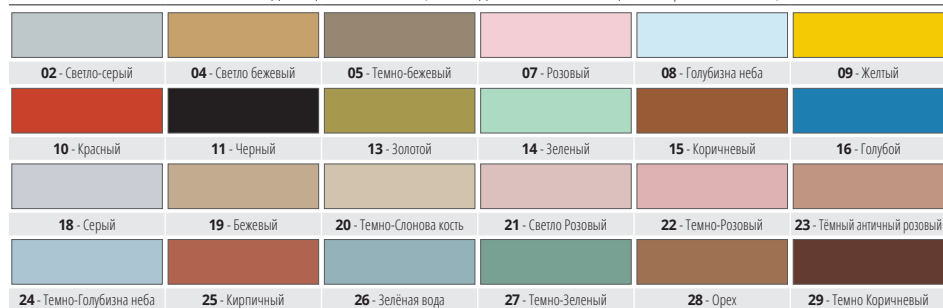 02 - Светло-серый 04 - Светло бежевый 05 - Темно-бежевый 07 - Розовый 08 - Голубизна неба 09 - Желтый
10 - Красный 11 - Черный 13 - Золотой 14 - Зеленый 15 - Коричневый 16 - Голубой
18 - Серый 19 - Бежевый 20 - Темно-Слонова кость 21 - Светло Розовый 22 - Темно-Розовый 23 - Тёмный античный розовый
24 - Темно-Голубизна неба 25 - Кирпичный 26 - Зелёная вода 27 - Темно-Зеленый 28 - Орех 29 - Темно Коричневый